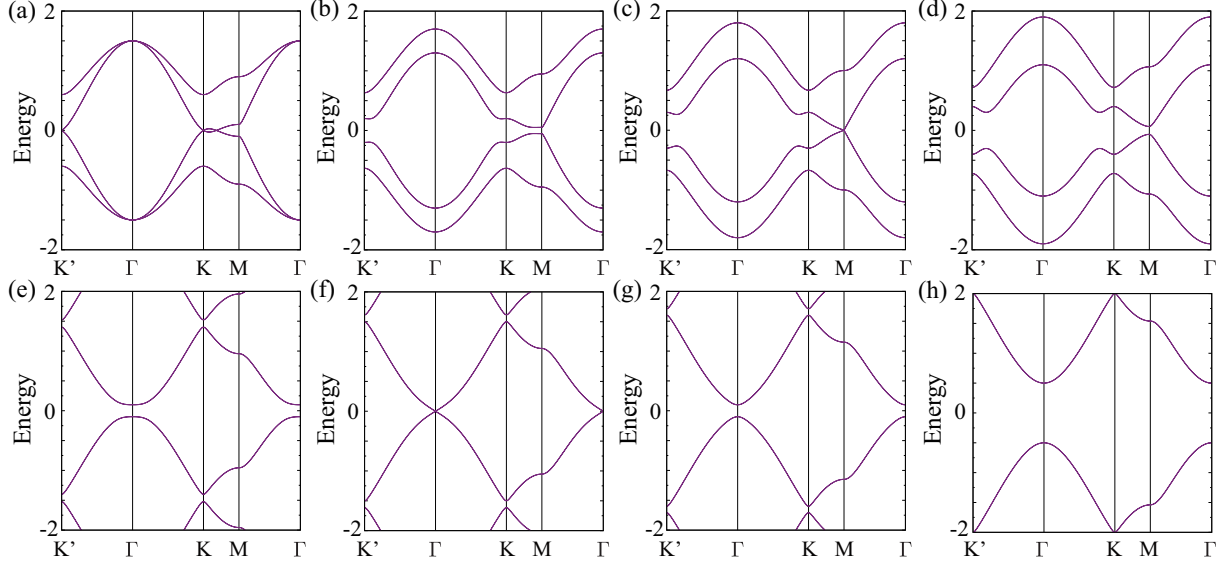 (a) (b) (c) (d)
2 2 2 2
Energy Energy Energy Energy
0 0 0 0
-2 -2 -2 -2
K' Γ K M Γ K' Γ K M Γ K' Γ K M Γ K' Γ K M Γ
(e) (f) (g) (h)
2 2 2 2
Energy Energy Energy Energy
0 0 0 0
-2 -2 -2 -2
K' Γ K M Γ K' Γ K M Γ K' Γ K M Γ K' Γ K M Γ